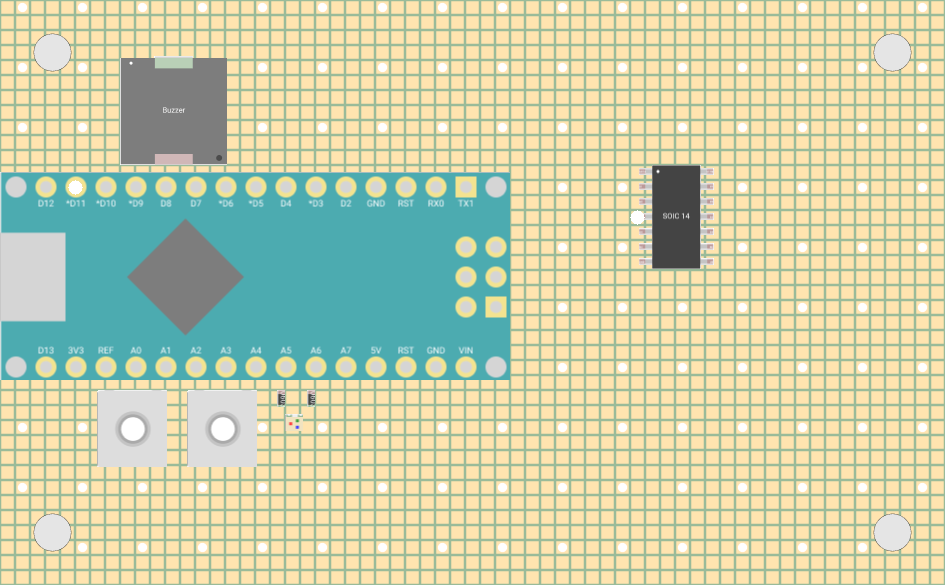 Buzzer
D12 *D11 *D10 *D9 D8 D7 *D6 *D5 D4 *D3 D2 GND RST RX0 TX1
SOIC 14
D13 3V3 REF A0 A1 A2 A3 A4 A5 A6 A7 5V RST GND VIN